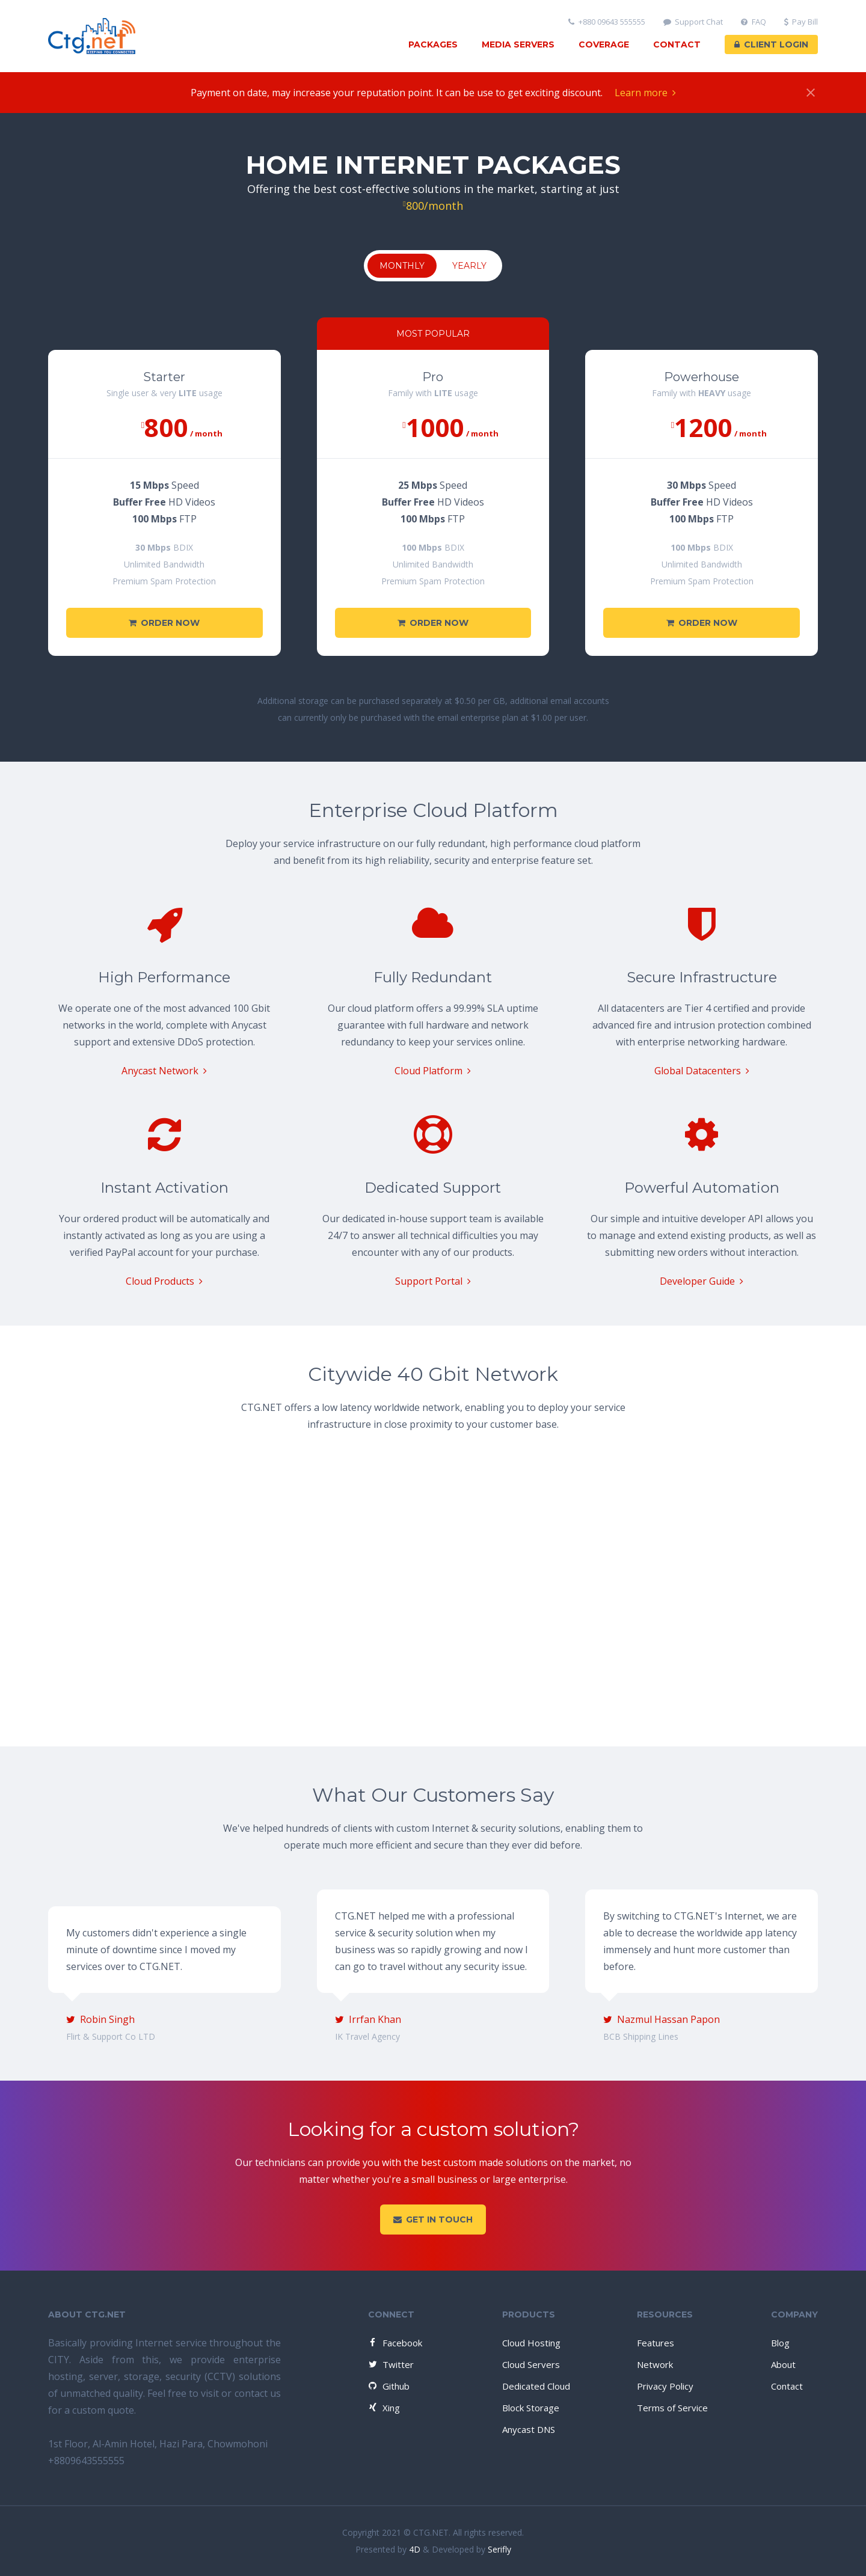 +880 09643 555555 Support Chat FAQ Pay Bill
Ctg.net
KEEPING YOU CONNECTED
PACKAGES MEDIA SERVERS COVERAGE CONTACT CLIENT LOGIN
Payment on date, may increase your reputation point. It can be use to get exciting discount. Learn more
HOME INTERNET PACKAGES
Offering the best cost-effective solutions in the market, starting at just
800/month
MONTHLY YEARLY
MOST POPULAR
Starter
Single user & very LITE usage
800 / month
15 Mbps Speed
Buffer Free HD Videos
100 Mbps FTP
30 Mbps BDIX
Unlimited Bandwidth
Premium Spam Protection
ORDER NOW
Pro
Family with LITE usage
1000 / month
25 Mbps Speed
Buffer Free HD Videos
100 Mbps FTP
100 Mbps BDIX
Unlimited Bandwidth
Premium Spam Protection
ORDER NOW
Powerhouse
Family with HEAVY usage
1200 / month
30 Mbps Speed
Buffer Free HD Videos
100 Mbps FTP
100 Mbps BDIX
Unlimited Bandwidth
Premium Spam Protection
ORDER NOW
Additional storage can be purchased separately at $0.50 per GB, additional email accounts
can currently only be purchased with the email enterprise plan at $1.00 per user.
Enterprise Cloud Platform
Deploy your service infrastructure on our fully redundant, high performance cloud platform
and benefit from its high reliability, security and enterprise feature set.
High Performance
We operate one of the most advanced 100 Gbit
networks in the world, complete with Anycast
support and extensive DDoS protection.
Anycast Network
Fully Redundant
Our cloud platform offers a 99.99% SLA uptime
guarantee with full hardware and network
redundancy to keep your services online.
Cloud Platform
Secure Infrastructure
All datacenters are Tier 4 certified and provide
advanced fire and intrusion protection combined
with enterprise networking hardware.
Global Datacenters
Instant Activation
Your ordered product will be automatically and
instantly activated as long as you are using a
verified PayPal account for your purchase.
Cloud Products
Dedicated Support
Our dedicated in-house support team is available
24/7 to answer all technical difficulties you may
encounter with any of our products.
Support Portal
Powerful Automation
Our simple and intuitive developer API allows you
to manage and extend existing products, as well as
submitting new orders without interaction.
Developer Guide
Citywide 40 Gbit Network
CTG.NET offers a low latency worldwide network, enabling you to deploy your service
infrastructure in close proximity to your customer base.
What Our Customers Say
We've helped hundreds of clients with custom Internet & security solutions, enabling them to
operate much more efficient and secure than they ever did before.
My customers didn't experience a single
minute of downtime since I moved my
services over to CTG.NET.
Robin Singh
Flirt & Support Co LTD
CTG.NET helped me with a professional
service & security solution when my
business was so rapidly growing and now I
can go to travel without any security issue.
Irrfan Khan
IK Travel Agency
By switching to CTG.NET's Internet, we are
able to decrease the worldwide app latency
immensely and hunt more customer than
before.
Nazmul Hassan Papon
BCB Shipping Lines
Looking for a custom solution?
Our technicians can provide you with the best custom made solutions on the market, no
matter whether you're a small business or large enterprise.
GET IN TOUCH
ABOUT CTG.NET
Basically providing Internet service throughout the
CITY. Aside from this, we provide enterprise
hosting, server, storage, security (CCTV) solutions
of unmatched quality. Feel free to visit or contact us
for a custom quote.
1st Floor, Al-Amin Hotel, Hazi Para, Chowmohoni
+8809643555555
CONNECT
Facebook
Twitter
Github
Xing
PRODUCTS
Cloud Hosting
Cloud Servers
Dedicated Cloud
Block Storage
Anycast DNS
RESOURCES
Features
Network
Privacy Policy
Terms of Service
COMPANY
Blog
About
Contact
Copyright 2021 © CTG.NET. All rights reserved.
Presented by 4D & Developed by Serifly